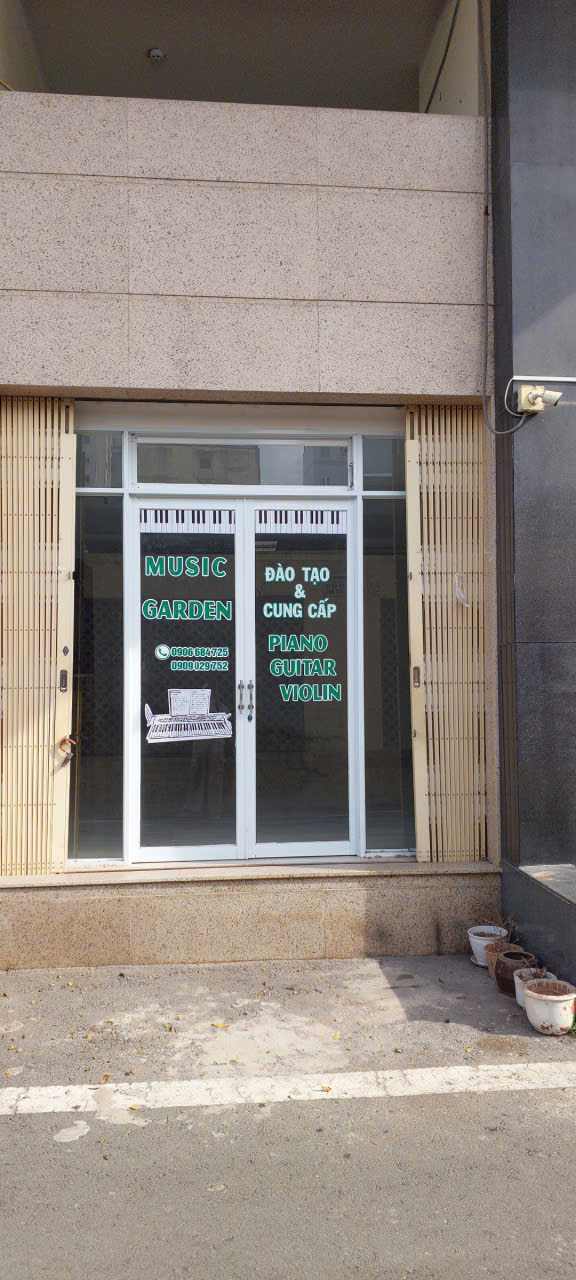 MUSIC
GARDEN
0906 684 725
0909 029 752
ĐÀO TẠO
&
CUNG CẤP
PIANO
GUITAR
VIOLIN